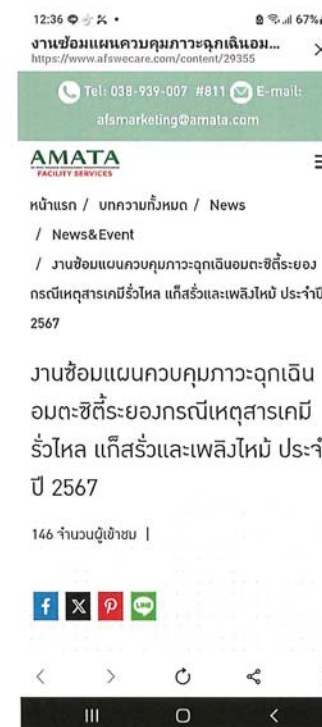 12:36
67%
งานซ้อมแผนควบคุมภาวะฉุกเฉินอม...
https://www.afswecare.com/content/29355
Tel: 038-939-007 #811 E-mail:
afsmarketing@amata.com
AMATA
FACILITY SERVICES
หน้าแรก / บทความทั้งหมด / News
/ News&Event
/ งานซ้อมแผนควบคุมภาวะฉุกเฉินอมตะซิตี้ระยอง
กรณีเหตุสารเคมีรั่วไหล แก็สรั่วและเพลิงไหม้ ประจำปี
2567
งานซ้อมแผนควบคุมภาวะฉุกเฉิน
อมตะซิตี้ระยองกรณีเหตุสารเคมี
รั่วไหล แก็สรั่วและเพลิงไหม้ ประจำ
ปี 2567
146 จำนวนผู้เข้าชม |
LINE